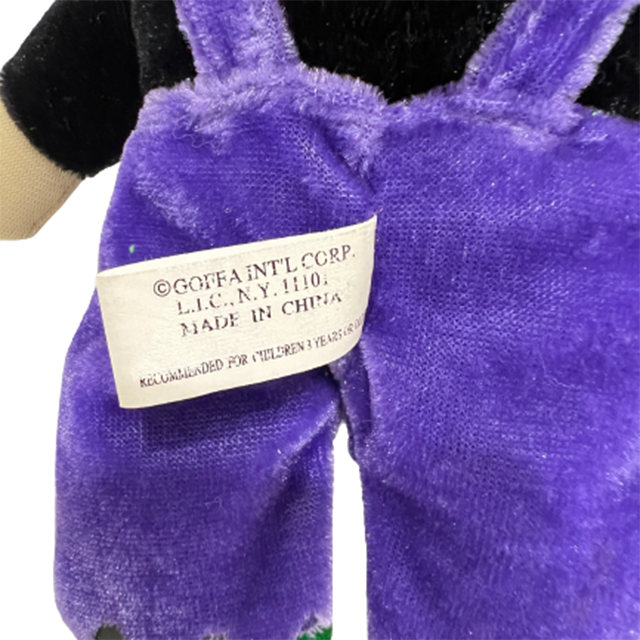 ©GOFFA INT'L CORP.
L.I.C., N.Y. 11101
MADE IN CHINA
RECOMMENDED FOR CHILDREN 3 YEARS OR